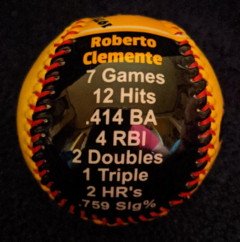 Roberto
Clemente
7 Games
12 Hits
.414 BA
4 RBI
2 Doubles
1 Triple
2 HR's
.759 Slg%